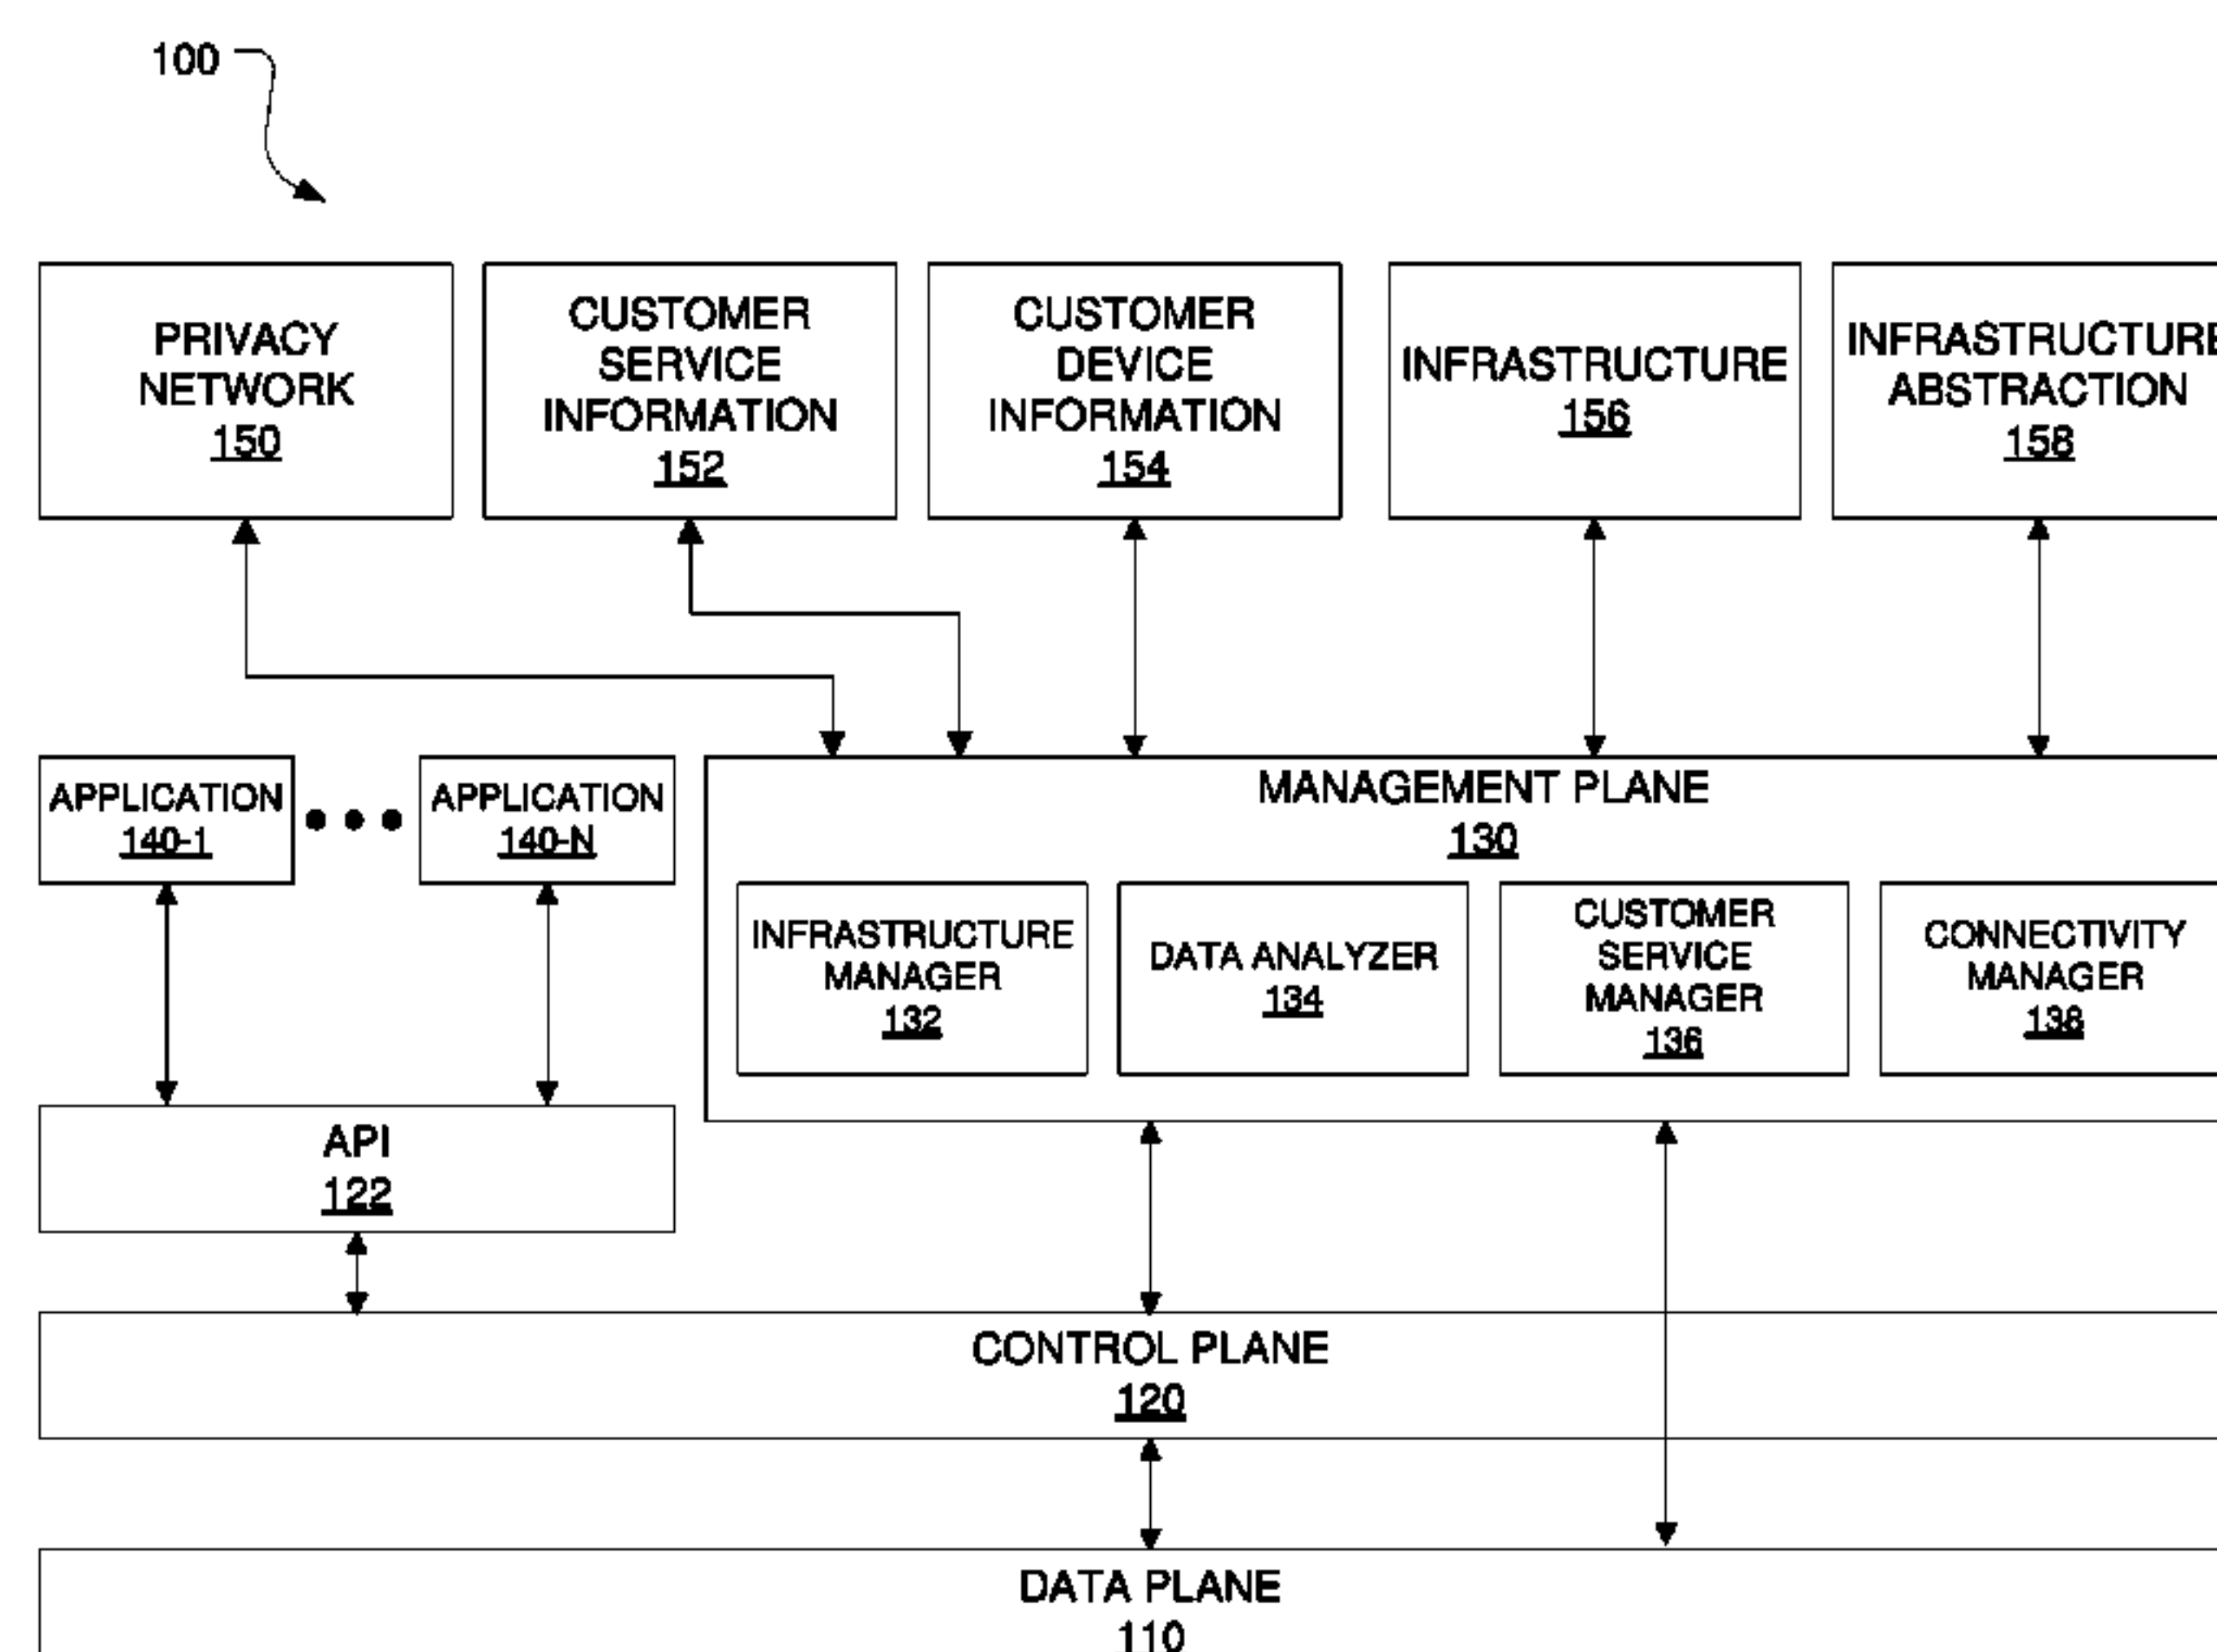 100
PRIVACY
NETWORK
150
CUSTOMER
SERVICE
INFORMATION
152
CUSTOMER
DEVICE
INFORMATION
154
INFRASTRUCTURE
156
INFRASTRUCTURE
ABSTRACTION
158
APPLICATION
140-1
APPLICATION
140-N
MANAGEMENT PLANE
130
INFRASTRUCTURE
MANAGER
132
DATA ANALYZER
134
CUSTOMER
SERVICE
MANAGER
136
CONNECTIVITY
MANAGER
138
API
122
CONTROL PLANE
120
DATA PLANE
110